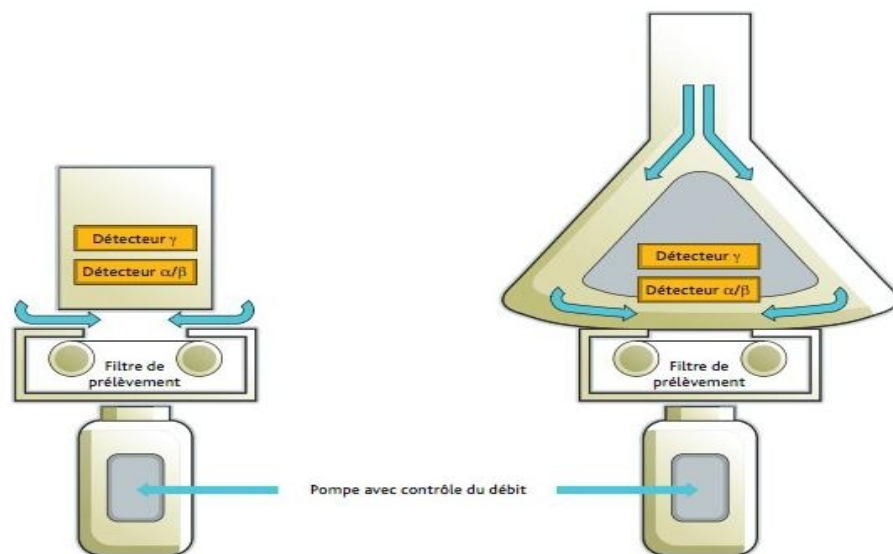 Détecteur γ
Détecteur α/β
Filtre de
prélèvement
Détecteur γ
Détecteur α/β
Filtre de
prélèvement
Pompe avec contrôle du débit